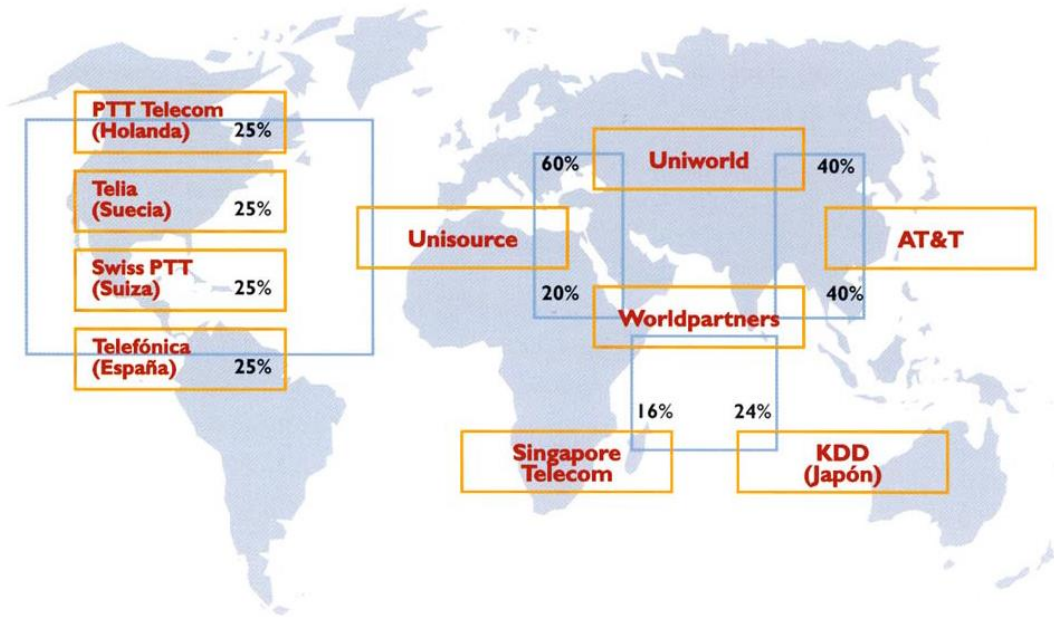 PTT Telecom
(Holanda) 25%
Telia
(Suecia) 25%
Swiss PTT
(Suiza) 25%
Telefónica
(España) 25%
Unisource
60%
Uniworld
40%
AT&T
20%
Worldpartners
40%
16%
24%
Singapore
Telecom
KDD
(Japón)